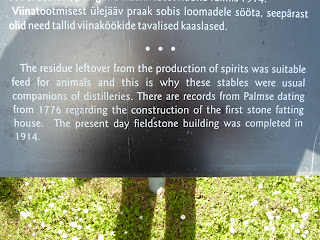 Viinatootmisest ülejääv praak sobis loomadele sööta, seepärast
olid need tallid viinaköökide tavalised kaaslased.
• • •
The residue leftover from the production of spirits was suitable
feed for animals and this is why these stables were usual
companions of distilleries. There are records from Palmse dating
from 1776 regarding the construction of the first stone fatting
house. The present day fieldstone building was completed in
1914.